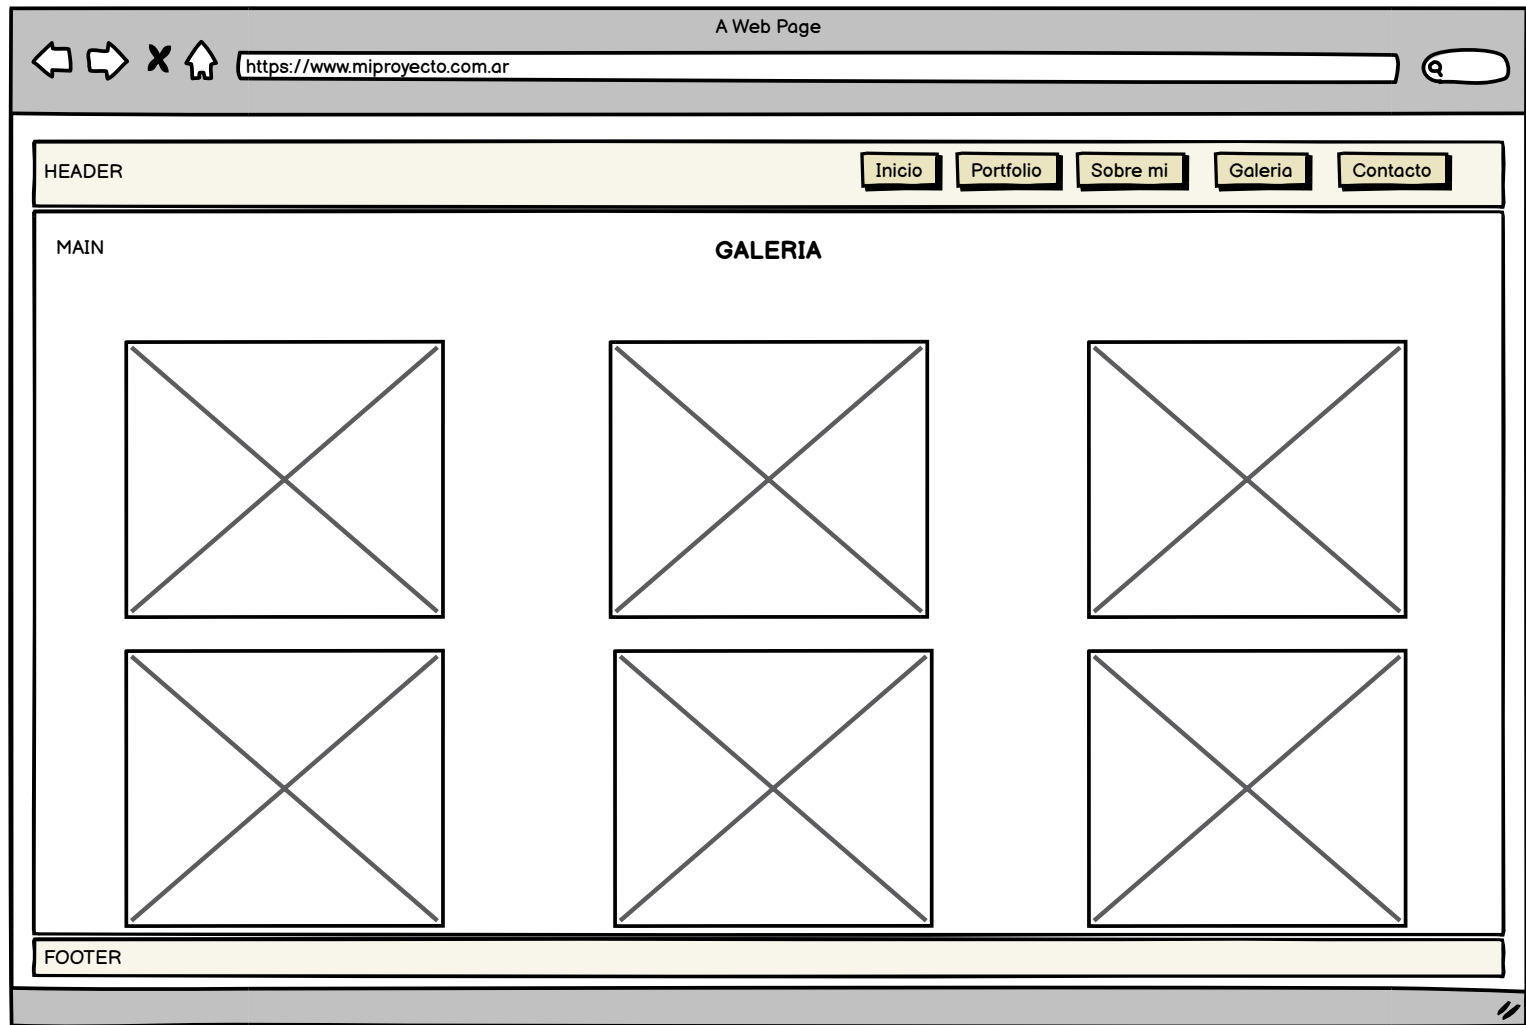 A Web Page
https://www.miproyecto.com.ar
HEADER
Inicio
Portfolio
Sobre mi
Galeria
Contacto
MAIN
GALERIA
FOOTER